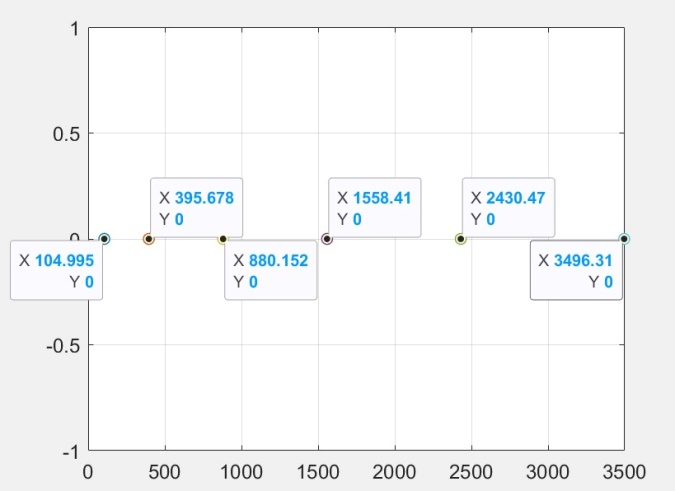 1
0.5
X 395.678
Y 0
X 1558.41
Y 0
X 2430.47
Y 0
0
X 104.995
Y 0
X 880.152
Y 0
X 3496.31
Y 0
-0.5
-1
0 500 1000 1500 2000 2500 3000 3500